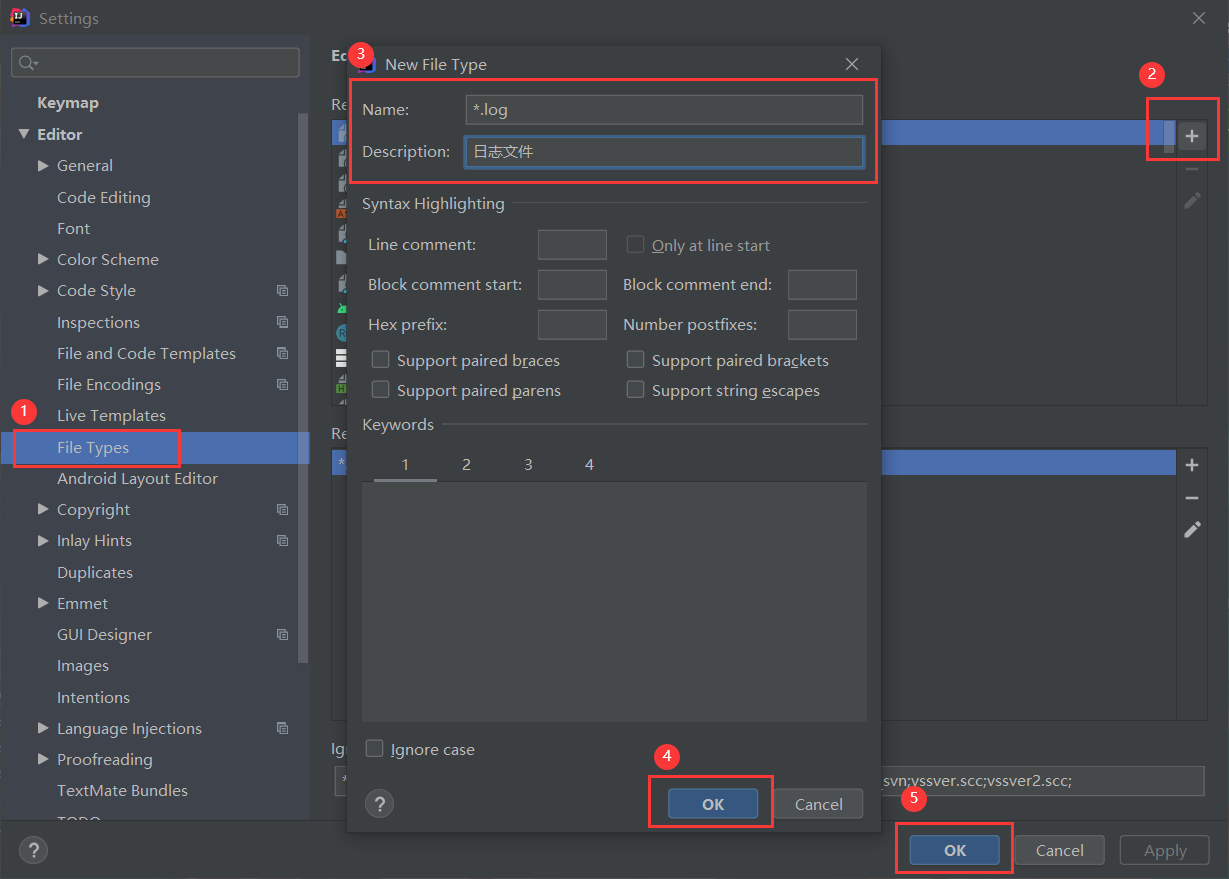 Settings
Keymap
Editor
General
Code Editing
Font
Color Scheme
Code Style
Inspections
File and Code Templates
File Encodings
Live Templates
1
File Types
Android Layout Editor
Copyright
Inlay Hints
Duplicates
Emmet
GUI Designer
Images
Intentions
Language Injections
Proofreading
TextMate Bundles
TODO
?
Ec
Re
2
+
3
New File Type
Name: *.log
Description: 日志文件
Syntax Highlighting
Line comment: Only at line start
Block comment start: Block comment end:
Hex prefix: Number postfixes:
Support paired braces Support paired brackets
Support paired parens Support string escapes
Keywords
1 2 3 4
Ignore case
4
? OK Cancel
Re
*
+
Ig
*
_svn;vssver.scc;vssver2.scc;
5
OK Cancel Apply